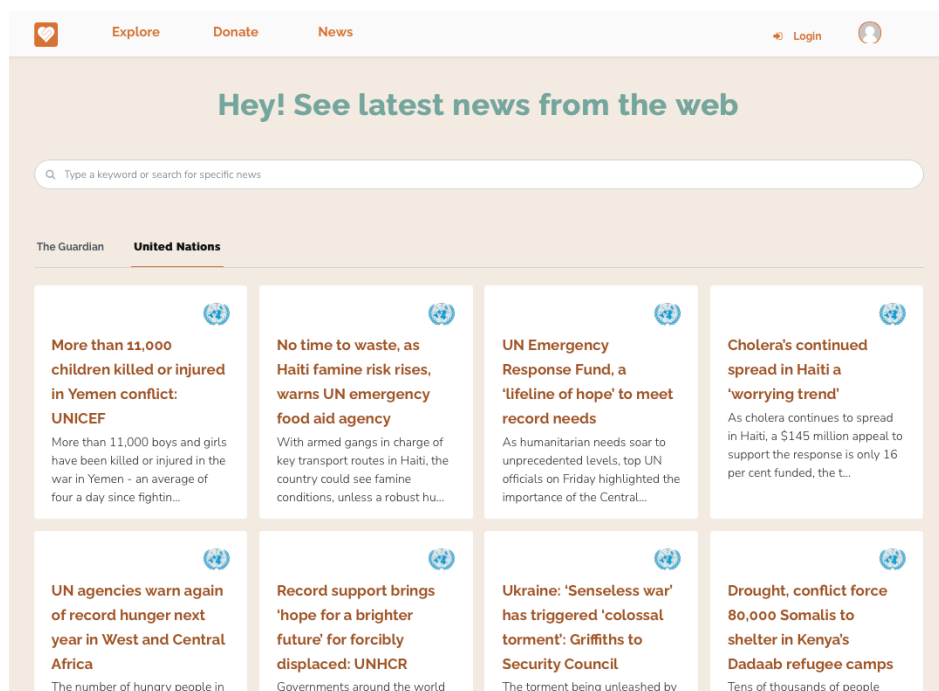 Explore Donate News Login
Hey! See latest news from the web
Type a keyword or search for specific news
The Guardian United Nations
More than 11,000
children killed or injured
in Yemen conflict:
UNICEF
More than 11,000 boys and girls
have been killed or injured in the
war in Yemen - an average of
four a day since fightin...
No time to waste, as
Haiti famine risk rises,
warns UN emergency
food aid agency
With armed gangs in charge of
key transport routes in Haiti, the
country could see famine
conditions, unless a robust hu...
UN Emergency
Response Fund, a
‘lifeline of hope’ to meet
record needs
As humanitarian needs soar to
unprecedented levels, top UN
officials on Friday highlighted the
importance of the Central...
Cholera’s continued
spread in Haiti a
‘worrying trend’
As cholera continues to spread
in Haiti, a $145 million appeal to
support the response is only 16
per cent funded, the t...
UN agencies warn again
of record hunger next
year in West and Central
Africa
The number of hungry people in
Record support brings
‘hope for a brighter
future’ for forcibly
displaced: UNHCR
Governments around the world
Ukraine: ‘Senseless war’
has triggered ‘colossal
torment’: Griffiths to
Security Council
The torment being unleashed by
Drought, conflict force
80,000 Somalis to
shelter in Kenya’s
Dadaab refugee camps
Tens of thousands of people